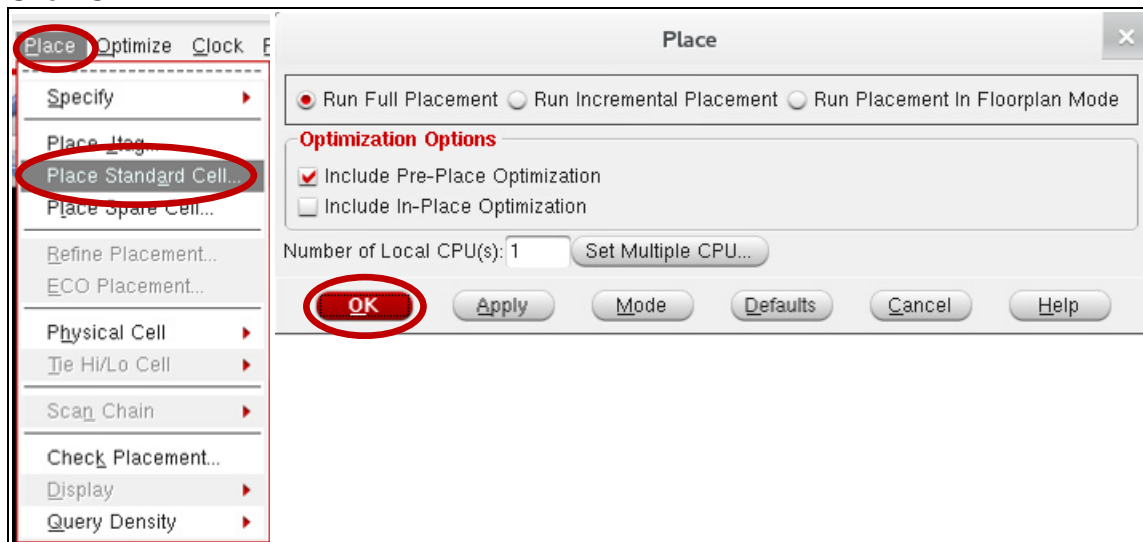 Place Optimize Clock
Specify
Place Jtag...
Place Standard Cell...
Place Spare Cell...
Refine Placement...
ECO Placement...
Physical Cell
Tie Hi/Lo Cell
Scan Chain
Check Placement...
Display
Query Density
Place
Run Full Placement Run Incremental Placement Run Placement In Floorplan Mode
Optimization Options
Include Pre-Place Optimization
Include In-Place Optimization
Number of Local CPU(s): 1 Set Multiple CPU...
OK Apply Mode Defaults Cancel Help